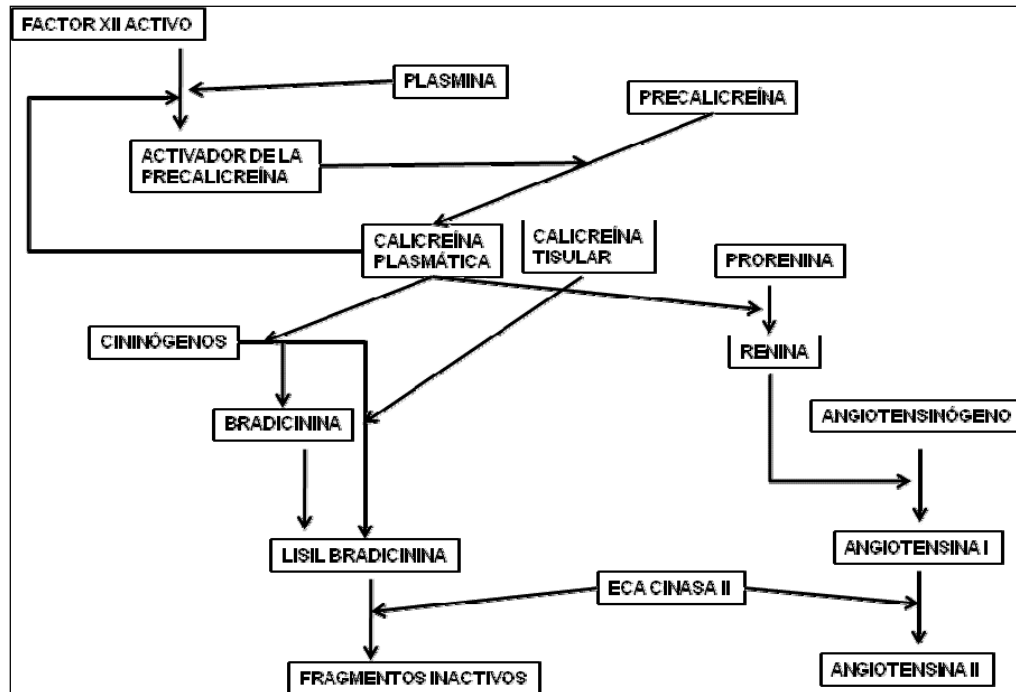 FACTOR XII ACTIVO
PLASMINA
PRECALICREÍNA
ACTIVADOR DE LA
PRECALICREÍNA
CALICREÍNA
PLASMÁTICA
CALICREÍNA
TISULAR
PRORENINA
CININÓGENOS
RENINA
BRADICININA
ANGIOTENSINÓGENO
LISIL BRADICININA
ANGIOTENSINA I
ECA CINASA II
FRAGMENTOS INACTIVOS
ANGIOTENSINA II